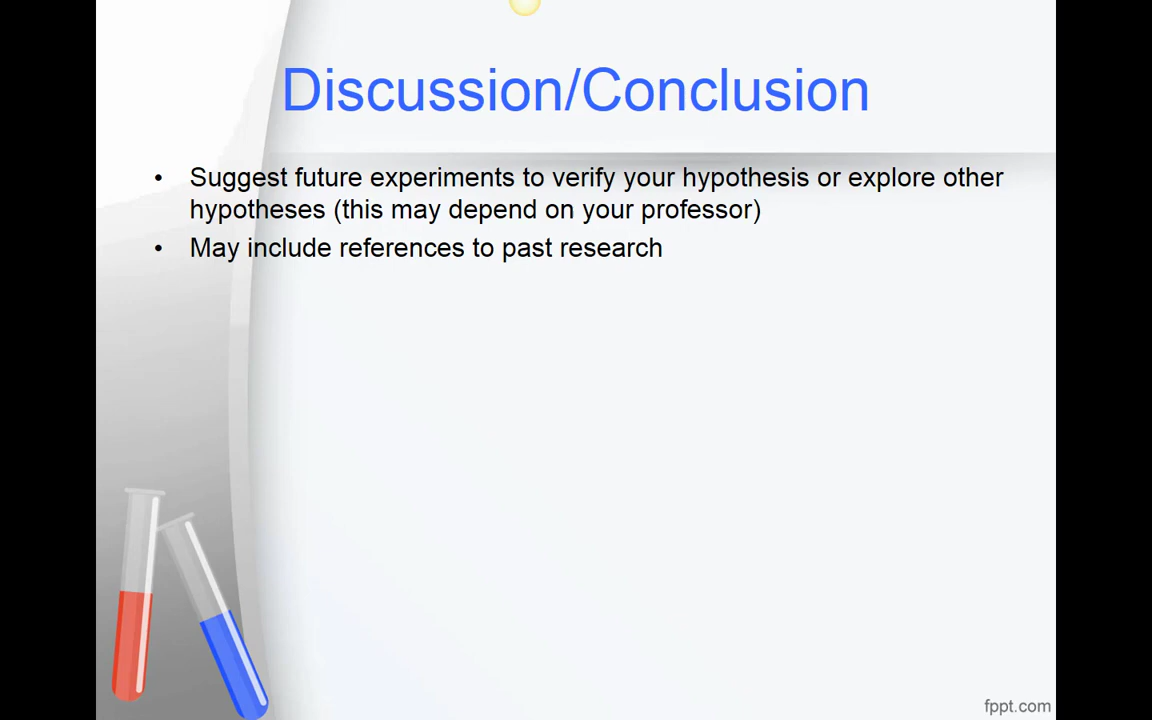 Discussion/Conclusion
• Suggest future experiments to verify your hypothesis or explore other
hypotheses (this may depend on your professor)
• May include references to past research
fppt.com